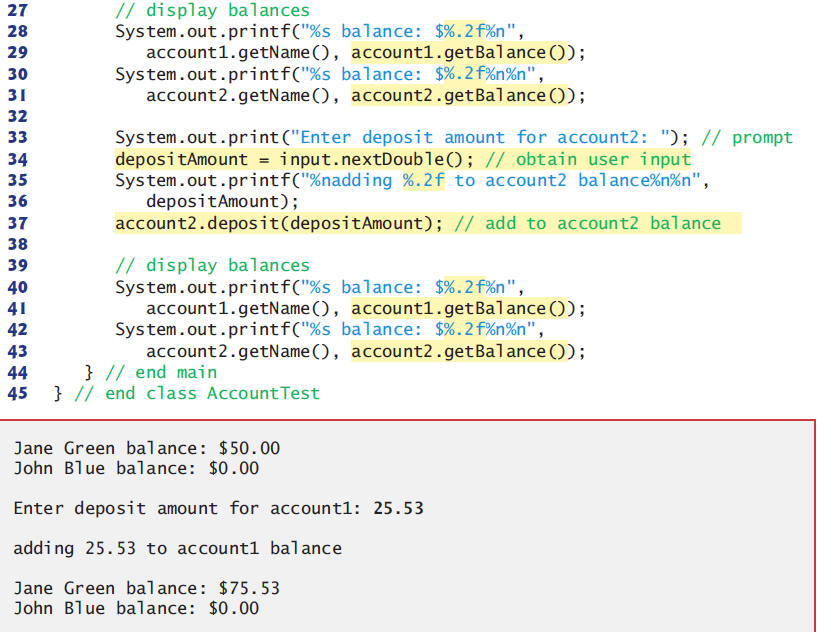 27 // display balances
28 System.out.printf("%s balance: $%.2f%n",
29 account1.getName(), account1.getBalance());
30 System.out.printf("%s balance: $%.2f%n%n",
31 account2.getName(), account2.getBalance());
32
33 System.out.print("Enter deposit amount for account2: "); // prompt
34 depositAmount = input.nextDouble(); // obtain user input
35 System.out.printf("%nadding %.2f to account2 balance%n%n",
36 depositAmount);
37 account2.deposit(depositAmount); // add to account2 balance
38
39 // display balances
40 System.out.printf("%s balance: $%.2f%n",
41 account1.getName(), account1.getBalance());
42 System.out.printf("%s balance: $%.2f%n%n",
43 account2.getName(), account2.getBalance());
44 } // end main
45 } // end class AccountTest
Jane Green balance: $50.00
John Blue balance: $0.00
Enter deposit amount for account1: 25.53
adding 25.53 to account1 balance
Jane Green balance: $75.53
John Blue balance: $0.00